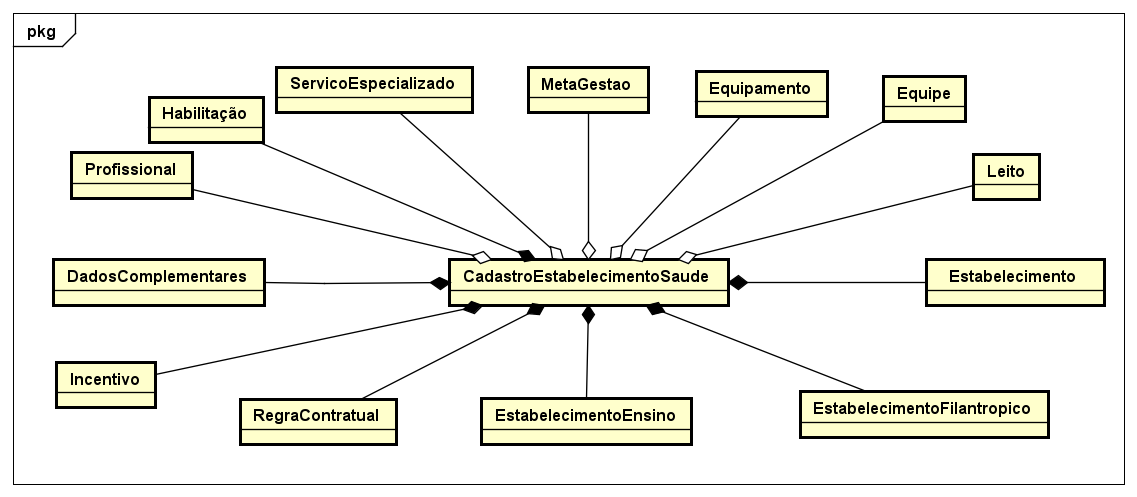 pkg
ServicoEspecializado
MetaGestao
Equipamento
Equipe
Habilitação
Profissional
Leito
DadosComplementares
CadastroEstabelecimentoSaude
Estabelecimento
Incentivo
RegraContratual
EstabelecimentoEnsino
EstabelecimentoFilantropico